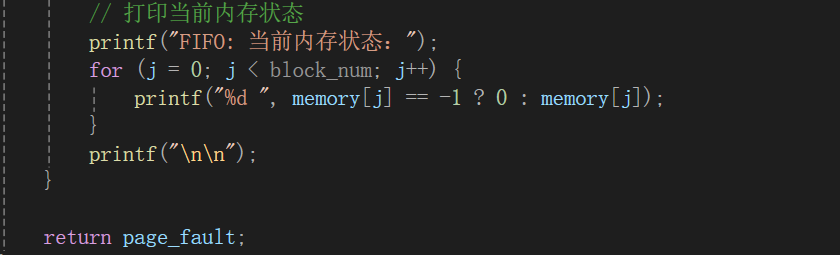 // 打印当前内存状态
printf("FIFO: 当前内存状态：");
for (j = 0; j < block_num; j++) {
printf("%d ", memory[j] == -1 ? 0 : memory[j]);
}
printf("\n\n");
}
return page_fault;